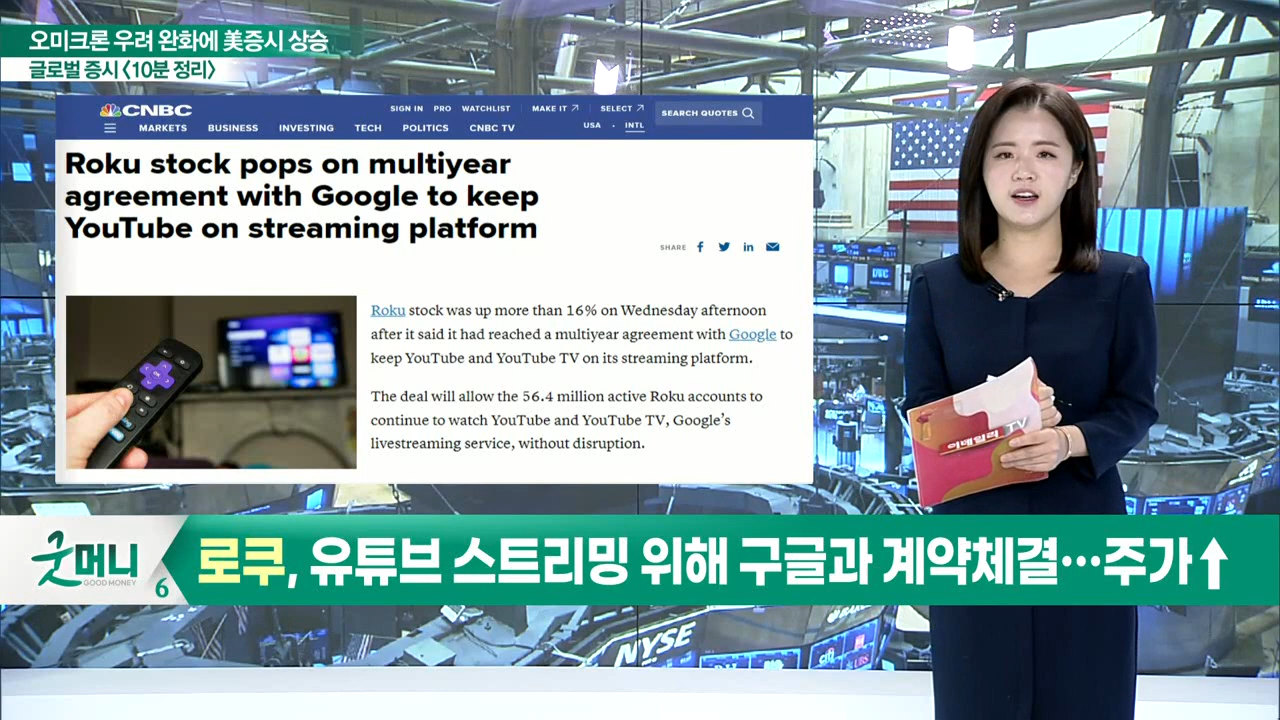 오미크론 우려 완화에 美증시 상승
글로벌 증시 <10분 정리>
CNBC
SIGN IN PRO WATCHLIST MAKE IT SELECT
SEARCH QUOTES
USA · INTL
MARKETS BUSINESS INVESTING TECH POLITICS CNBC TV
Roku stock pops on multiyear
agreement with Google to keep
YouTube on streaming platform
SHARE
Roku stock was up more than 16% on Wednesday afternoon
after it said it had reached a multiyear agreement with Google to
keep YouTube and YouTube TV on its streaming platform.
The deal will allow the 56.4 million active Roku accounts to
continue to watch YouTube and YouTube TV, Google's
livestreaming service, without disruption.
이데일리 TV
굿머니
GOOD MONEY
6
로쿠, 유튜브 스트리밍 위해 구글과 계약체결…주가↑
NYSE
citi
UBS